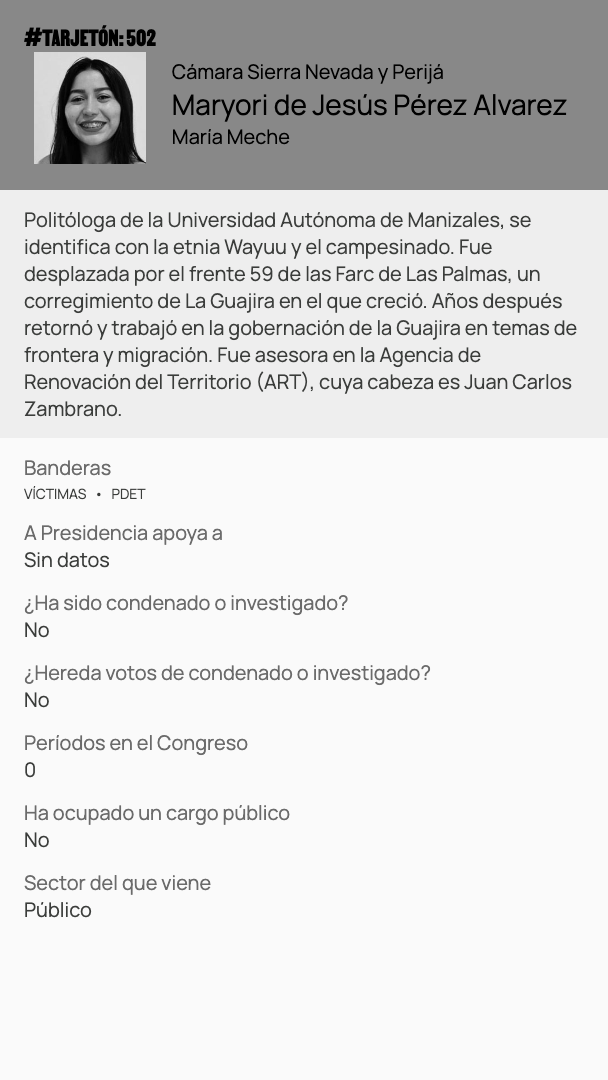 #TARJETÓN: 502
Cámara Sierra Nevada y Perijá
Maryori de Jesús Pérez Alvarez
María Meche
Politóloga de la Universidad Autónoma de Manizales, se
identifica con la etnia Wayuu y el campesinado. Fue
desplazada por el frente 59 de las Farc de Las Palmas, un
corregimiento de La Guajira en el que creció. Años después
retornó y trabajó en la gobernación de la Guajira en temas de
frontera y migración. Fue asesora en la Agencia de
Renovación del Territorio (ART), cuya cabeza es Juan Carlos
Zambrano.
Banderas
VÍCTIMAS • PDET
A Presidencia apoya a
Sin datos
¿Ha sido condenado o investigado?
No
¿Hereda votos de condenado o investigado?
No
Períodos en el Congreso
0
Ha ocupado un cargo público
No
Sector del que viene
Público